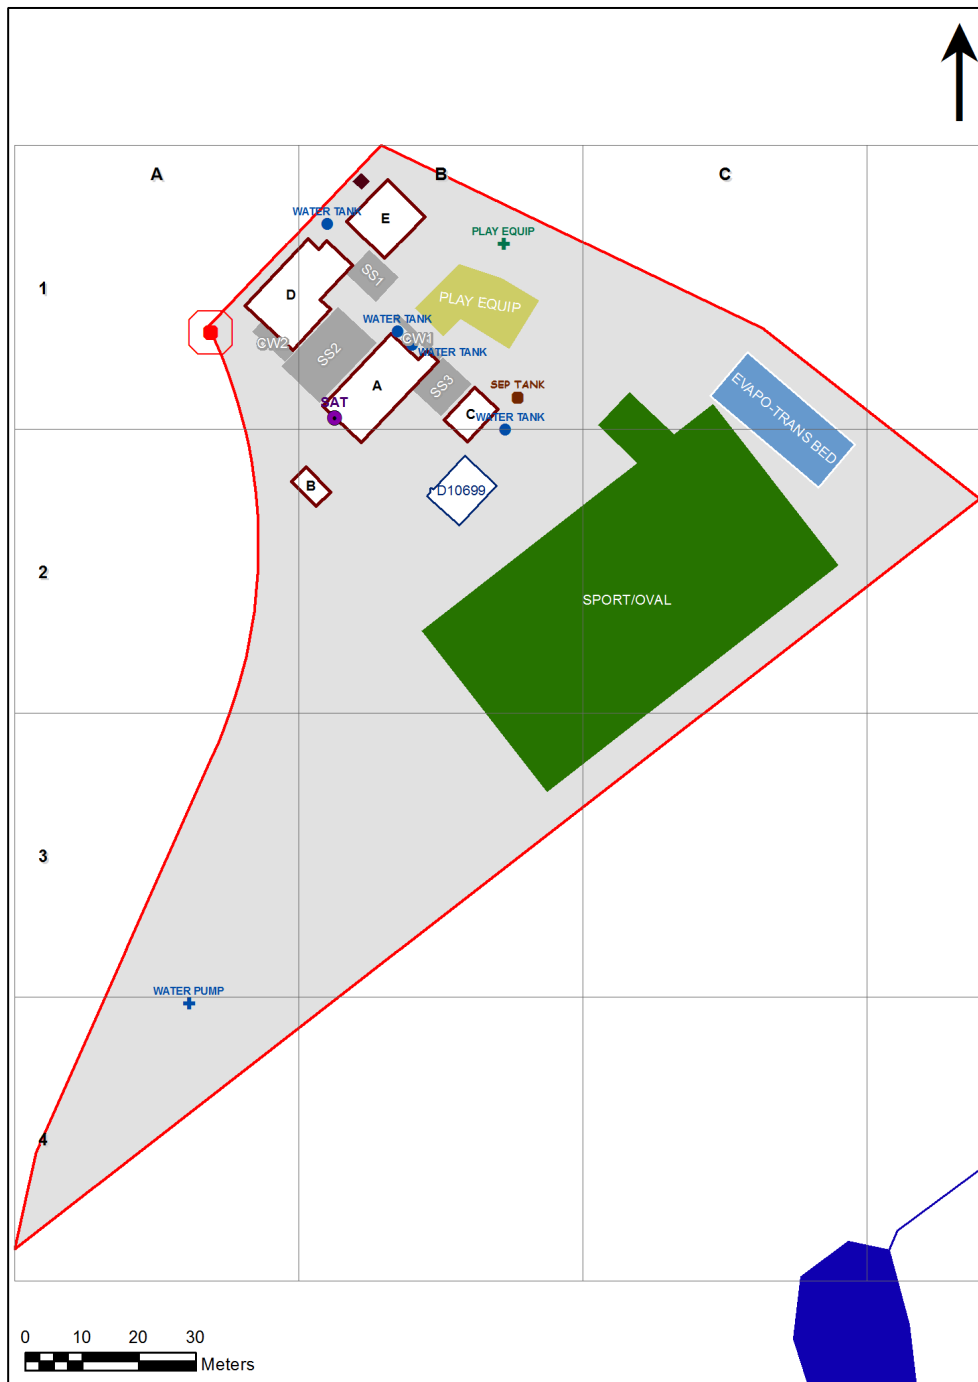 A
B
C
WATER TANK
E
PLAY EQUIP
SS1
1
D
PLAY EQUIP
WATER TANK
CW1
CW2
SS2
WATER TANK
A
SS3
SEP TANK
EVAPO-TRANS BED
SAT
C
WATER TANK
B
D10699
2
SPORT/OVAL
3
WATER PUMP
4
0 10 20 30
Meters